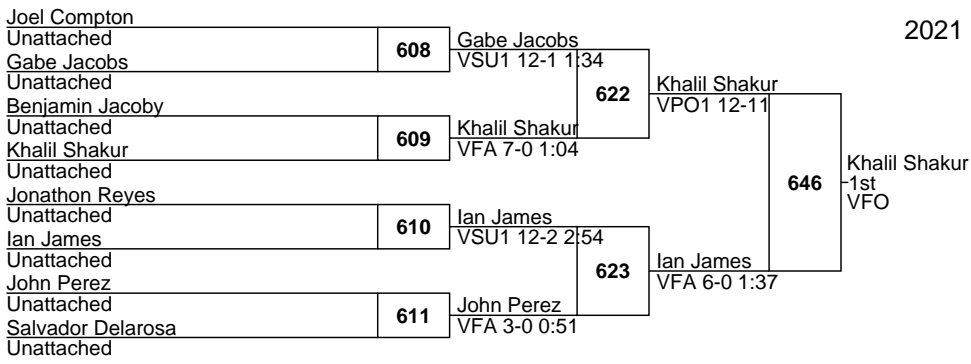 2021
Joel Compton
Unattached
608
Gabe Jacobs
VSU1 12-1 1:34
Gabe Jacobs
Unattached
622
Khalil Shakur
VPO1 12-11
Benjamin Jacoby
Unattached
609
Khalil Shakur
VFA 7-0 1:04
Khalil Shakur
Unattached
646
Khalil Shakur
1st
VFO
Jonathon Reyes
Unattached
610
Ian James
VSU1 12-2 2:54
Ian James
Unattached
623
Ian James
VFA 6-0 1:37
John Perez
Unattached
611
John Perez
VFA 3-0 0:51
Salvador Delarosa
Unattached